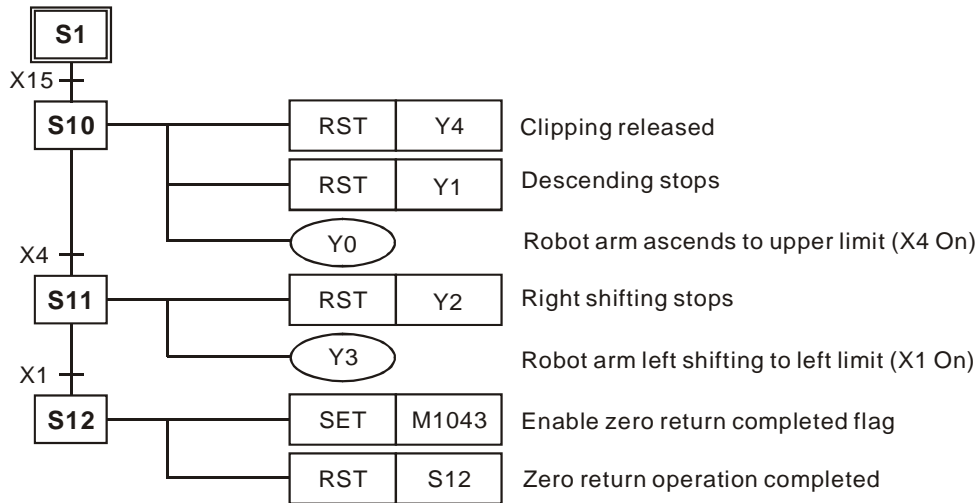 S1
X15
S10 RST Y4 Clipping released
RST Y1 Descending stops
Y0 Robot arm ascends to upper limit (X4 On)
X4
S11 RST Y2 Right shifting stops
Y3 Robot arm left shifting to left limit (X1 On)
X1
S12 SET M1043 Enable zero return completed flag
RST S12 Zero return operation completed